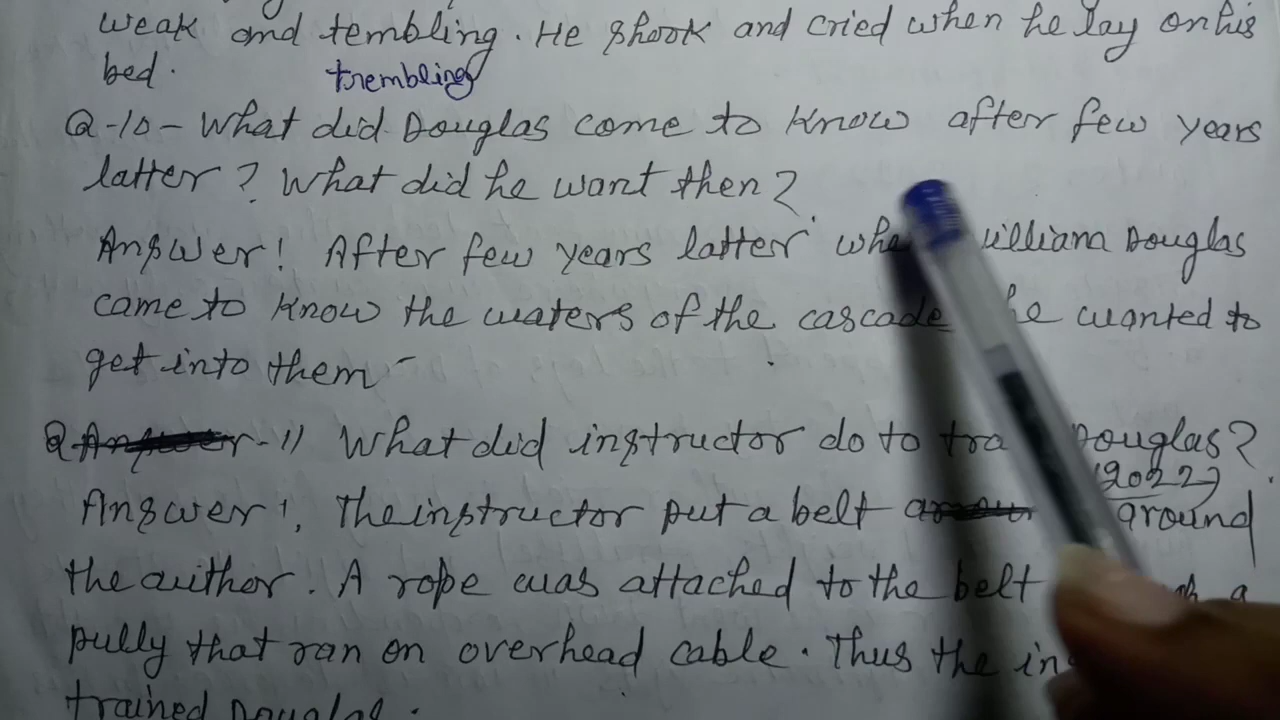 weak and tembling. He shook and cried when he lay on his
bed. trembling
Q-10- What did Douglas come to know after few years
latter? What did he want then?
Answer! After few years latter William Douglas
came to know the waters of the cascade he wanted to
get into them-
Q -11 What did instructor do to Douglas?
(2022)
Answer!, The instructor put a belt around
the author. A rope was attached to the belt a
pully that ran on overhead cable. Thus the
trained Douglas.